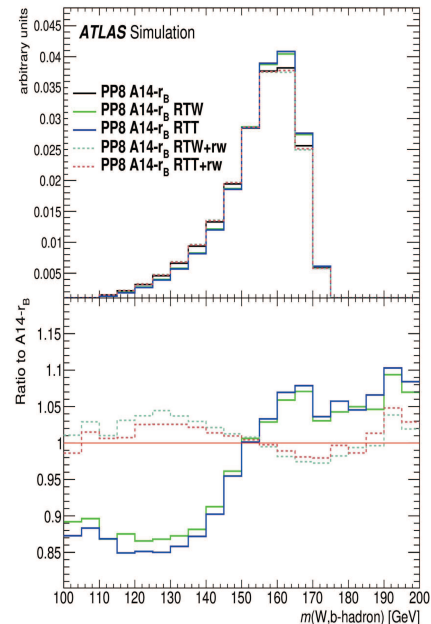 arbitrary units
ATLAS Simulation
0.045
0.04
0.035
0.03
0.025
0.02
0.015
0.01
0.005
PP8 A14-r_B
PP8 A14-r_B RTW
PP8 A14-r_B RTT
PP8 A14-r_B RTW+rw
PP8 A14-r_B RTT+rw
Ratio to A14-r_B
1.15
1.1
1.05
1
0.95
0.9
0.85
100 110 120 130 140 150 160 170 180 190 200
m(W,b-hadron) [GeV]